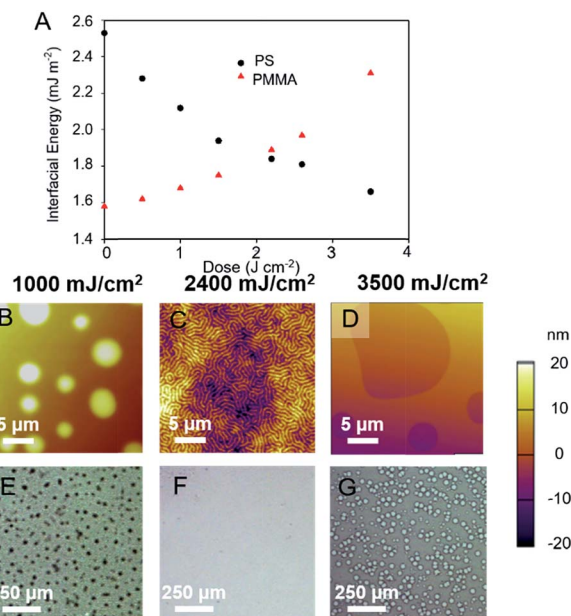 A
Interfacial Energy (mJ m-2)
2.6
2.4
2.2
2.0
1.8
1.6
1.4
PS
PMMA
0
1
2
3
4
Dose (J cm-2)
1000 mJ/cm2
2400 mJ/cm2
3500 mJ/cm2
B
C
D
5 µm
5 µm
5 µm
nm
20
10
0
-10
-20
E
F
G
50 µm
250 µm
250 µm